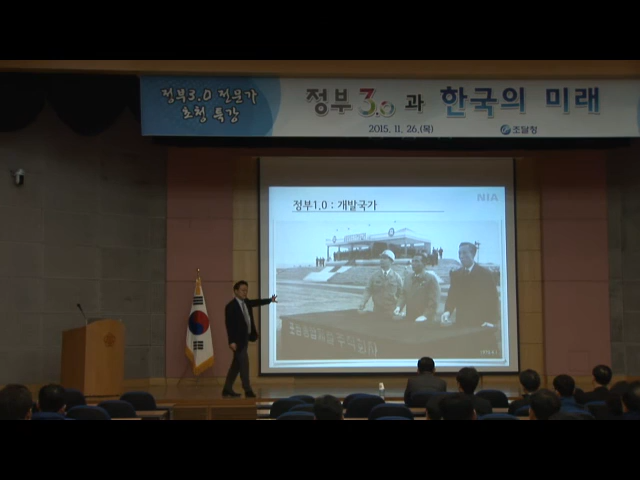 정부3.0 전문가
초청 특강
정부 3.0 과 한국의 미래
2015. 11. 26.(목)
조달청
NIA
정부1.0 : 개발국가